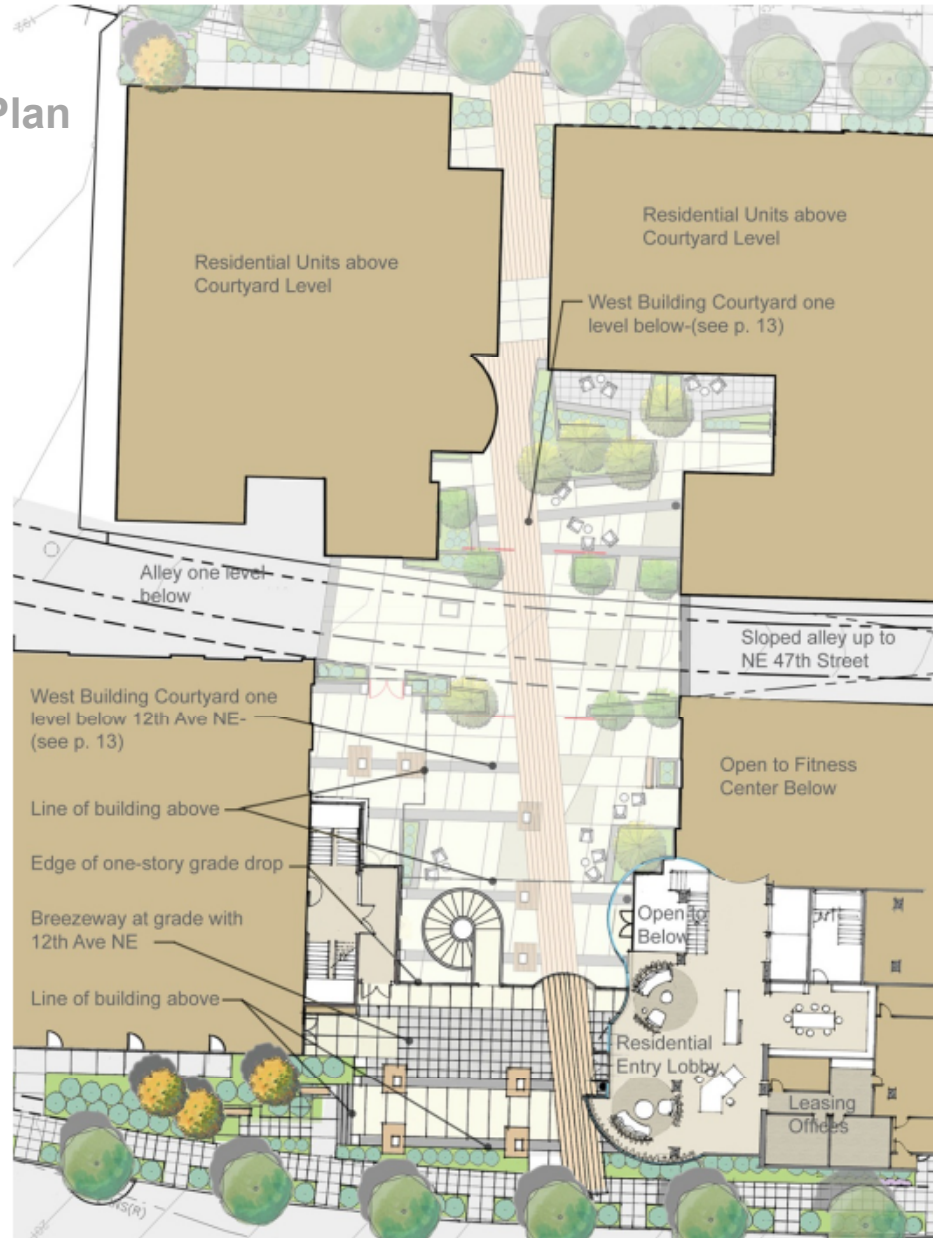 Plan
Residential Units above
Courtyard Level
Residential Units above
Courtyard Level
West Building Courtyard one
level below-(see p. 13)
Alley one level
below
Sloped alley up to
NE 47th Street
West Building Courtyard one
level below 12th Ave NE-
(see p. 13)
Open to Fitness
Center Below
Line of building above
Edge of one-story grade drop
Breezeway at grade with
12th Ave NE
Line of building above
Open to
Below
Residential
Entry Lobby
Leasing
Offices